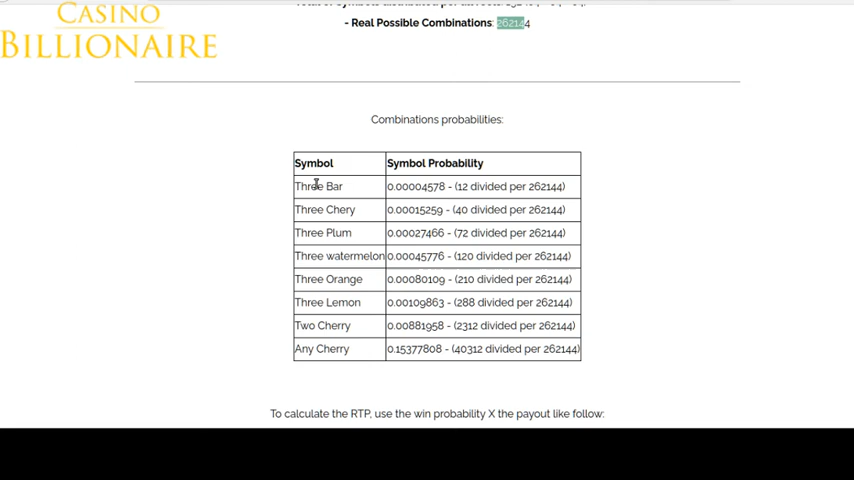 CASINO
BILLIONAIRE
- Real Possible Combinations: 262144
Combinations probabilities:
Symbol Symbol Probability
Three Bar 0.00004578 - (12 divided per 262144)
Three Chery 0.00015259 - (40 divided per 262144)
Three Plum 0.00027466 - (72 divided per 262144)
Three watermelon 0.00045776 - (120 divided per 262144)
Three Orange 0.00080109 - (210 divided per 262144)
Three Lemon 0.00109863 - (288 divided per 262144)
Two Cherry 0.00881958 - (2312 divided per 262144)
Any Cherry 0.15377808 - (40312 divided per 262144)
To calculate the RTP, use the win probability X the payout like follow: